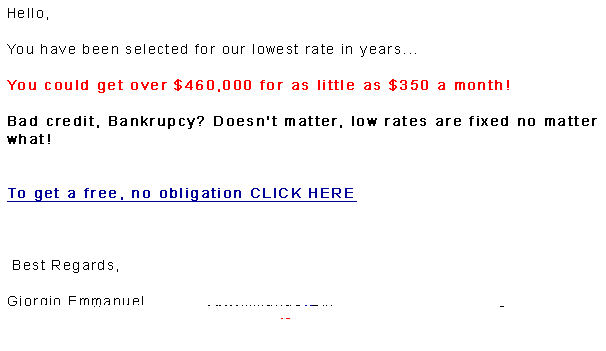 Hello,
You have been selected for our lowest rate in years...
You could get over $460,000 for as little as $350 a month!
Bad credit, Bankrupcy? Doesn't matter, low rates are fixed no matter
what!
To get a free, no obligation CLICK HERE
Best Regards,
Giorgio Emmanuel